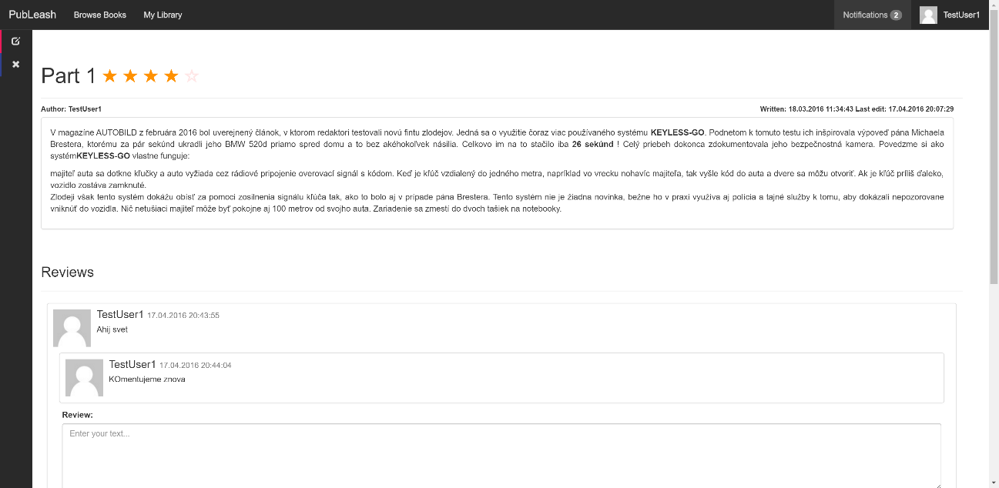 PubLeash Browse Books My Library Notifications 2 TestUser1
Part 1
Author: TestUser1 Written: 18.03.2016 11:34:43 Last edit: 17.04.2016 20:07:29
V magazíne AUTOBILD z februára 2016 bol uverejnený článok, v ktorom redaktori testovali novú fintu zlodejov. Jedná sa o využitie čoraz viac používaného systému KEYLESS-GO. Podnetom k tomuto testu ich inšpirovala výpoveď pána Michaela
Brestera, ktorému za pár sekúnd ukradli jeho BMW 520d priamo spred domu a to bez akéhokoľvek násilia. Celkovo im na to stačilo iba 26 sekúnd ! Celý priebeh dokonca zdokumentovala jeho bezpečnostná kamera. Povedzme si ako
systémKEYLESS-GO vlastne funguje:
majiteľ auta sa dotkne kľučky a auto vyžiada cez rádiové pripojenie overovací signál s kódom. Keď je kľúč vzdialený do jedného metra, napríklad vo vrecku nohavíc majiteľa, tak vyšle kód do auta a dvere sa môžu otvoriť. Ak je kľúč príliš ďaleko,
vozidlo zostáva zamknuté.
Zlodeji však tento systém dokážu obísť za pomoci zosilnenia signálu kľúča tak, ako to bolo aj v prípade pána Brestera. Tento systém nie je žiadna novinka, bežne ho v praxi využíva aj polícia a tajné služby k tomu, aby dokázali nepozorovane
vniknúť do vozidla. Nič netušiaci majiteľ môže byť pokojne aj 100 metrov od svojho auta. Zariadenie sa zmestí do dvoch tašiek na notebooky.
Reviews
TestUser1 17.04.2016 20:43:55
Ahij svet
TestUser1 17.04.2016 20:44:04
KOmentujeme znova
Review:
Enter your text...